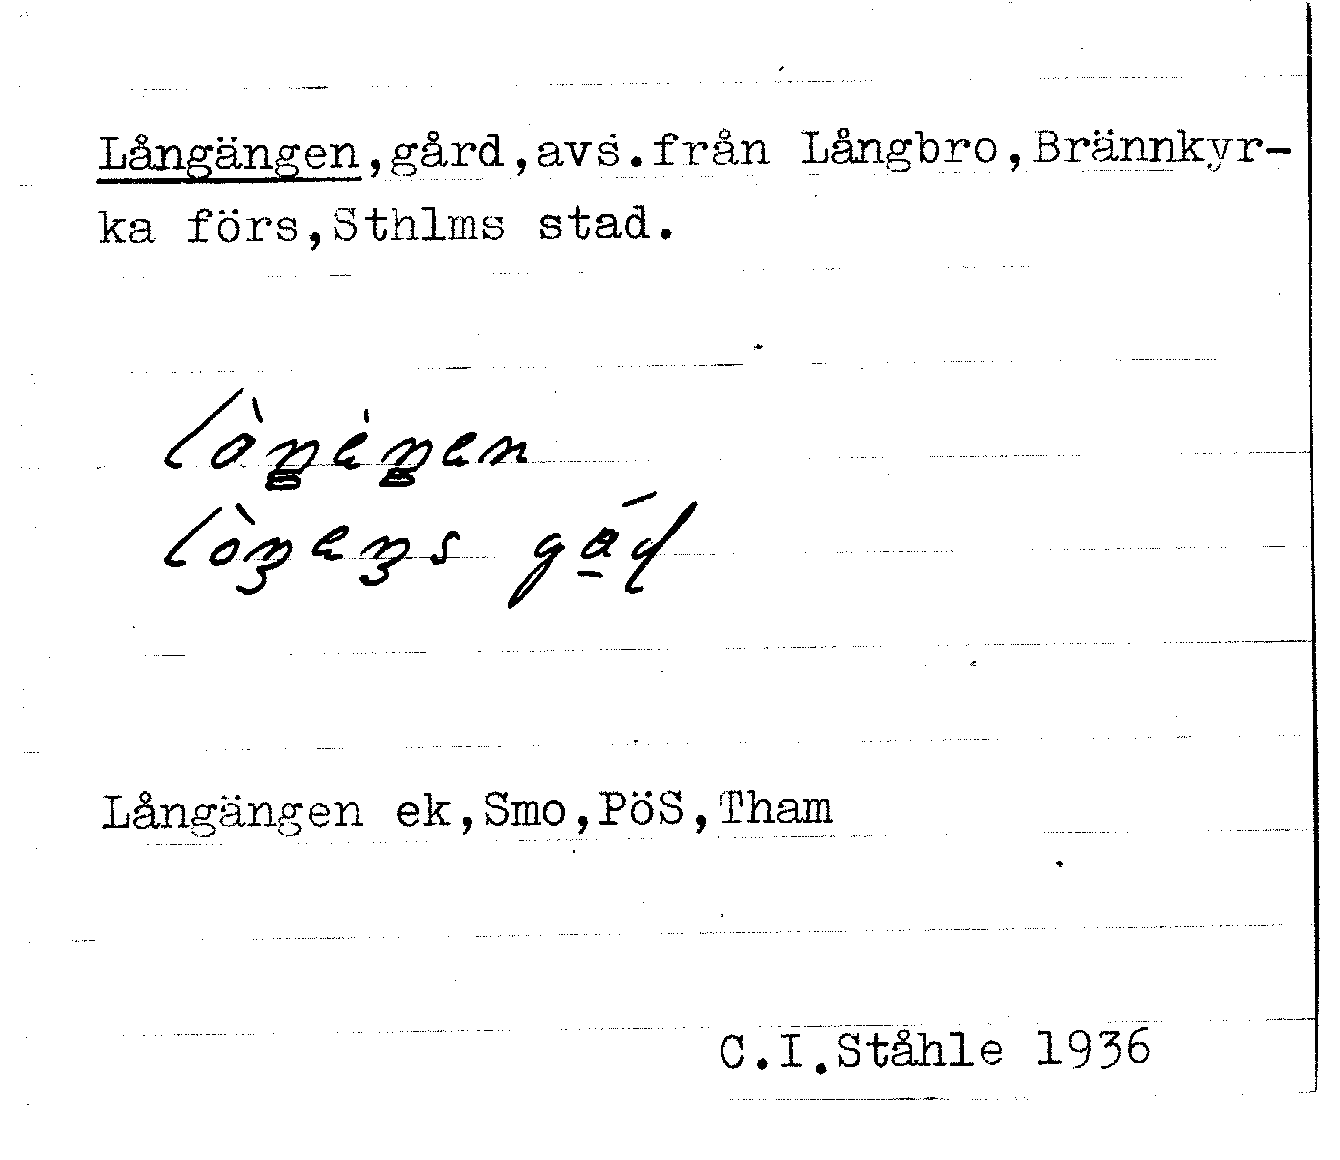 Långängen,gård,avs.från Långbro,Brännkyr-
ka förs,Sthlms stad.
Långängen ek,Smo,PöS,Tham
C.I.Ståhle 1936